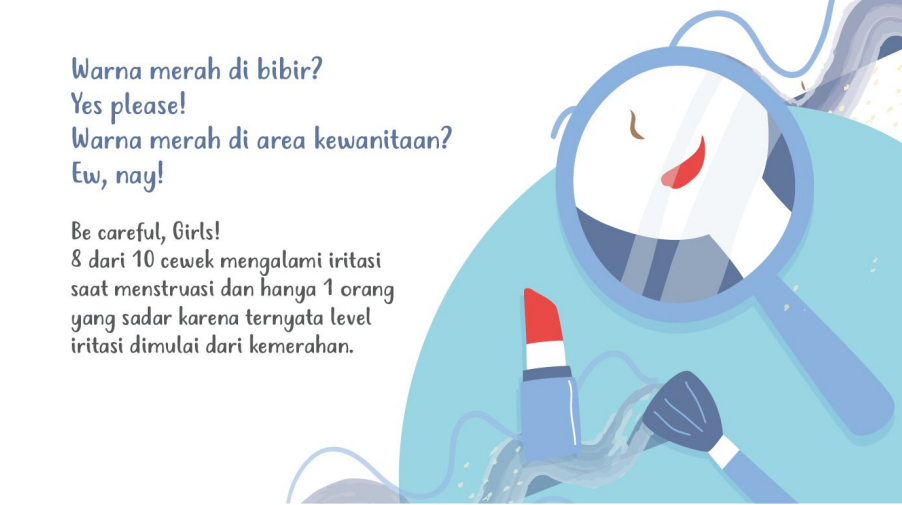 Warna merah di bibir?
Yes please!
Warna merah di area kewanitaan?
Ew, nay!
Be careful, Girls!
8 dari 10 cewek mengalami iritasi
saat menstruasi dan hanya 1 orang
yang sadar karena ternyata level
iritasi dimulai dari kemerahan.